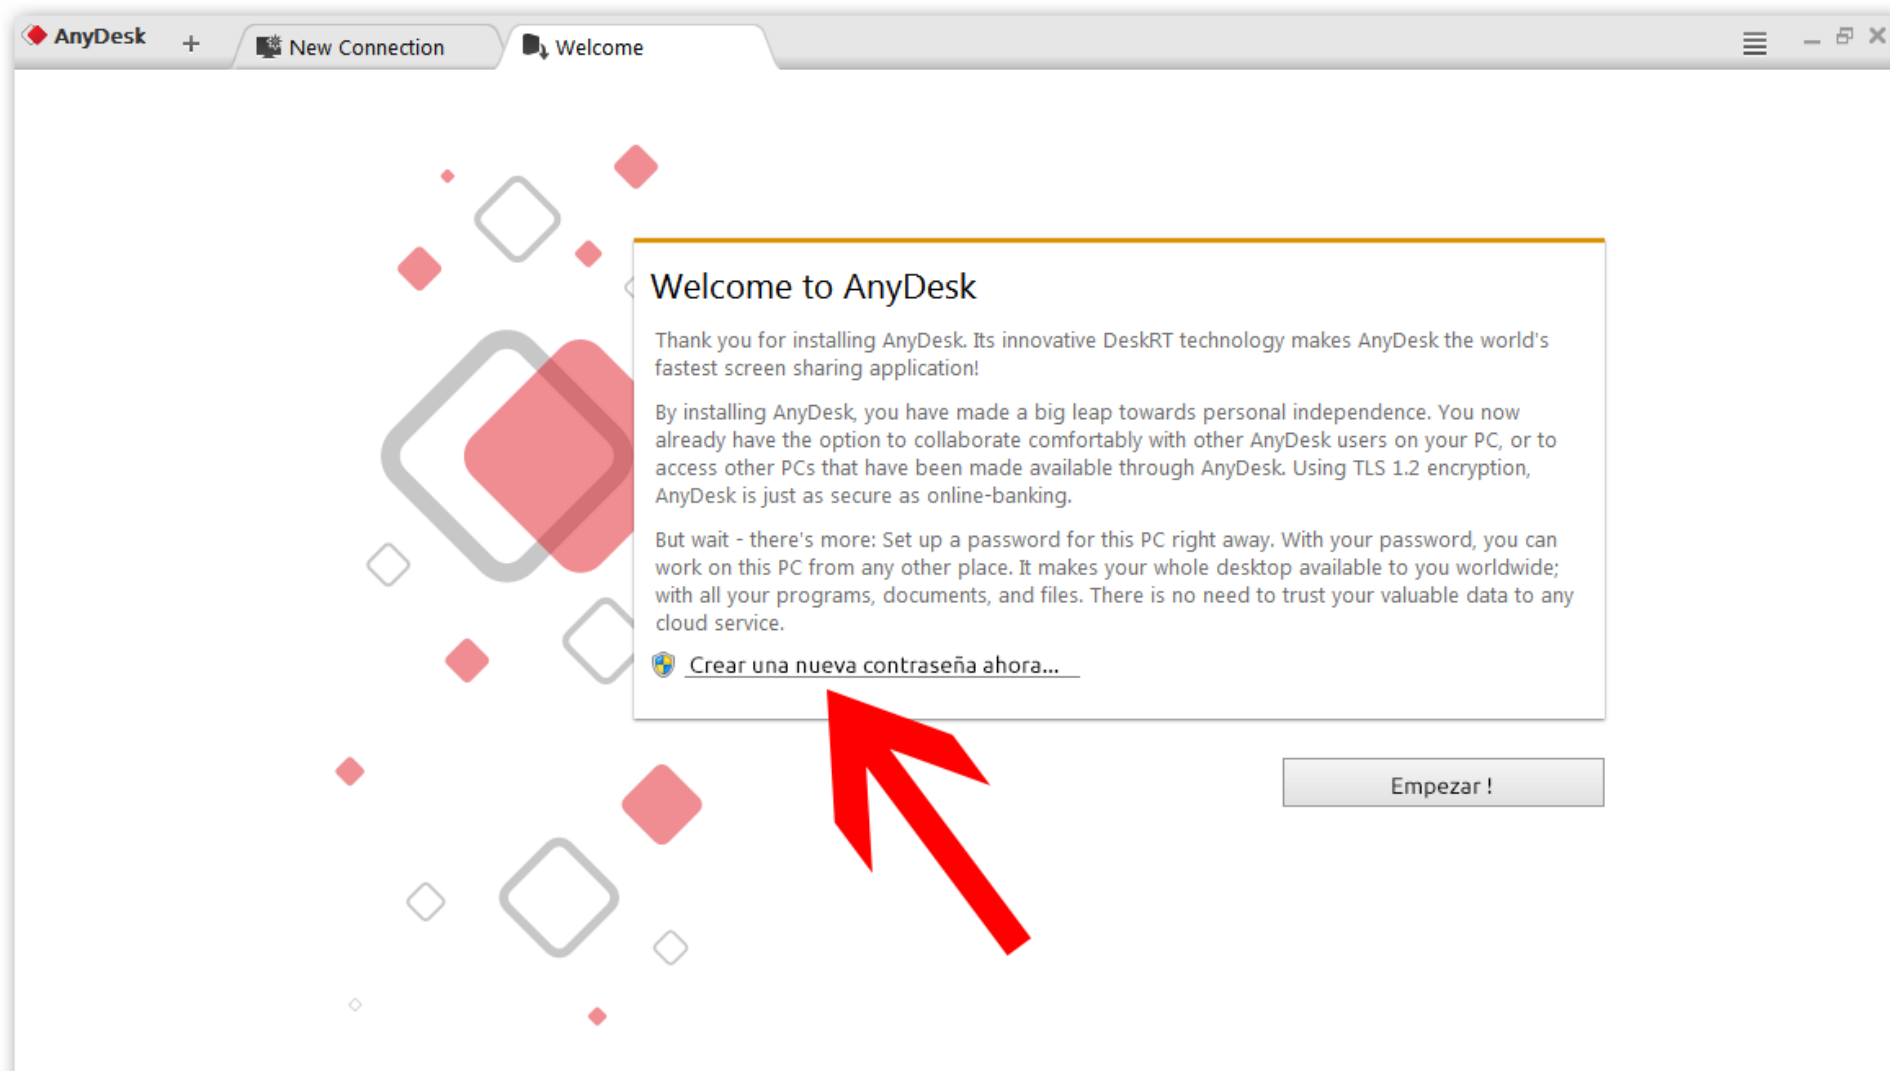 AnyDesk + New Connection Welcome
Welcome to AnyDesk
Thank you for installing AnyDesk. Its innovative DeskRT technology makes AnyDesk the world's
fastest screen sharing application!
By installing AnyDesk, you have made a big leap towards personal independence. You now
already have the option to collaborate comfortably with other AnyDesk users on your PC, or to
access other PCs that have been made available through AnyDesk. Using TLS 1.2 encryption,
AnyDesk is just as secure as online-banking.
But wait - there's more: Set up a password for this PC right away. With your password, you can
work on this PC from any other place. It makes your whole desktop available to you worldwide;
with all your programs, documents, and files. There is no need to trust your valuable data to any
cloud service.
Crear una nueva contraseña ahora...
Empezar !